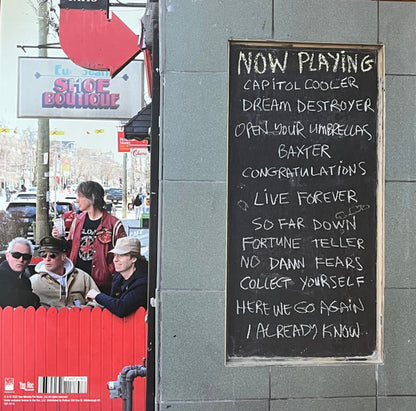 European
SHOE
BOUTIQUE
NOW PLAYING
CAPITOL COOLER
DREAM DESTROYER
OPEN YOUR UMBRELLAS
BAXTER
CONGRATULATIONS
LIVE FOREVER
SO FAR DOWN
FORTUNE TELLER
NO DAMN FEARS
COLLECT YOURSELF
HERE WE GO AGAIN
I ALREADY KNOW